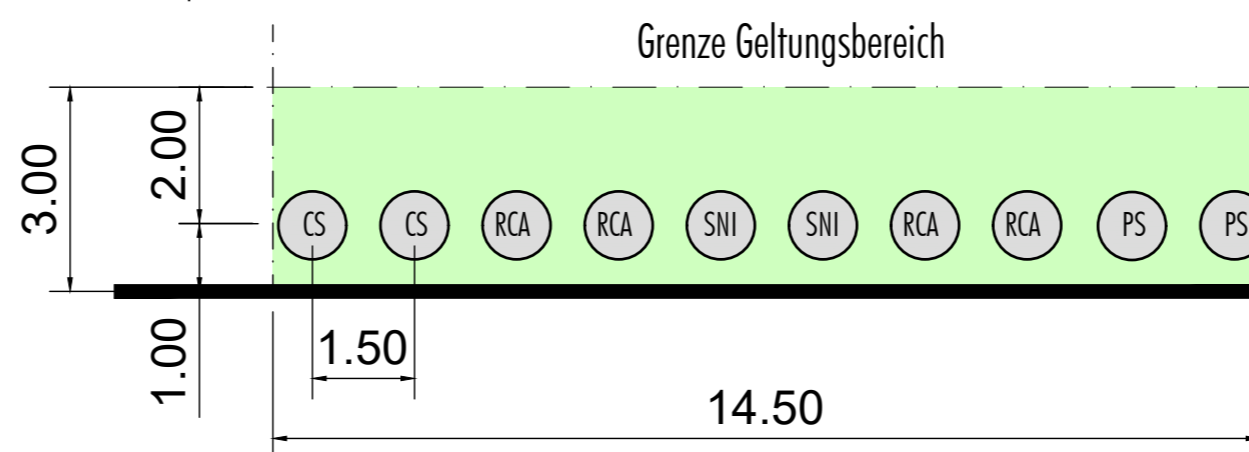 Grenze Geltungsbereich
3.00
2.00
CS CS RCA RCA SNI SNI RCA RCA PS PS
1.00
1.50
14.50